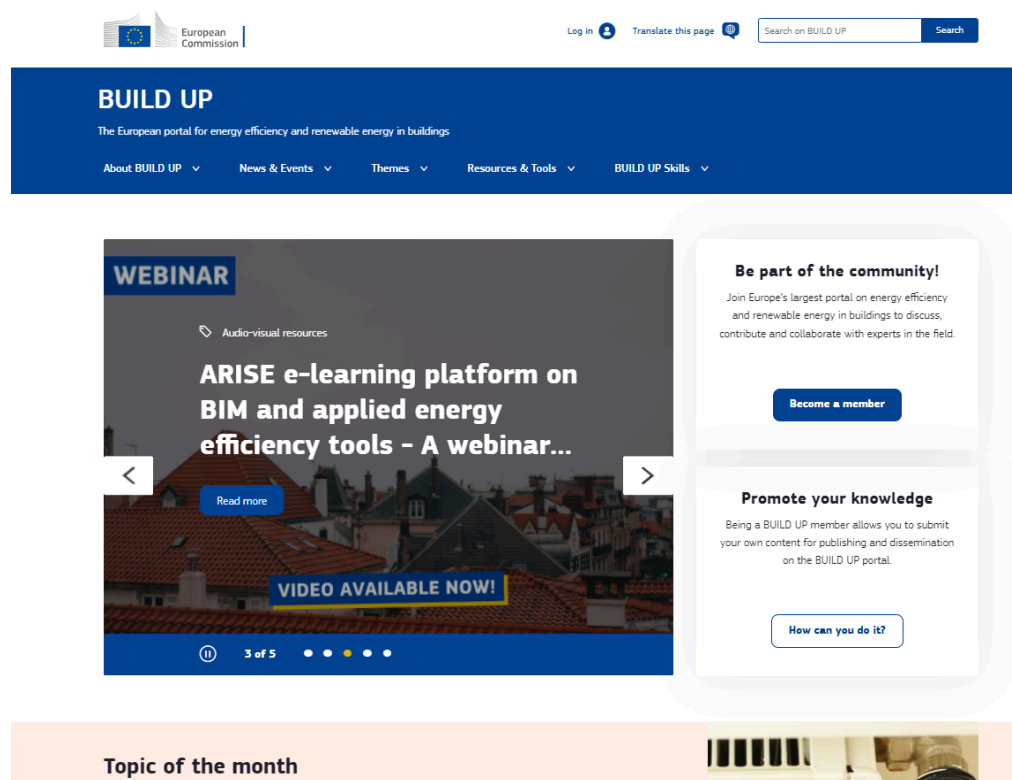 European
Commission
Log in
Translate this page
Search on BUILD UP
Search
BUILD UP
The European portal for energy efficiency and renewable energy in buildings
About BUILD UP
News & Events
Themes
Resources & Tools
BUILD UP Skills
WEBINAR
Audio-visual resources
ARISE e-learning platform on
BIM and applied energy
efficiency tools - A webinar...
Read more
VIDEO AVAILABLE NOW!
3 of 5
Be part of the community!
Join Europe's largest portal on energy efficiency
and renewable energy in buildings to discuss,
contribute and collaborate with experts in the field.
Become a member
Promote your knowledge
Being a BUILD UP member allows you to submit
your own content for publishing and dissemination
on the BUILD UP portal.
How can you do it?
Topic of the month